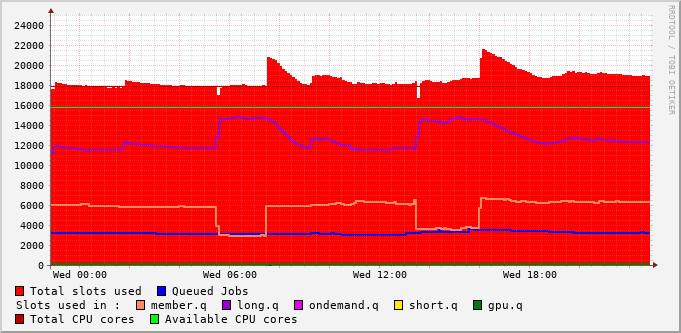 RRDTOOL / TOBI OETIKER
24000
22000
20000
18000
16000
14000
12000
10000
8000
6000
4000
2000
0
Wed 00:00 Wed 06:00 Wed 12:00 Wed 18:00
Total slots used Queued Jobs
Slots used in : member.q long.q ondemand.q short.q gpu.q
Total CPU cores Available CPU cores